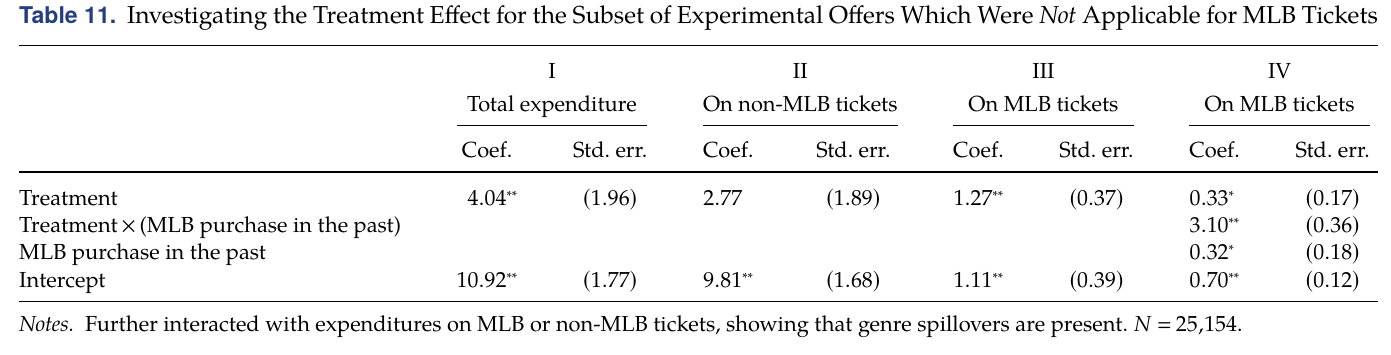 Table 11. Investigating the Treatment Effect for the Subset of Experimental Offers Which Were Not Applicable for MLB Tickets
I II III IV
Total expenditure On non-MLB tickets On MLB tickets On MLB tickets
Coef. Std. err. Coef. Std. err. Coef. Std. err. Coef. Std. err.
Treatment 4.04** (1.96) 2.77 (1.89) 1.27** (0.37) 0.33* (0.17)
Treatment × (MLB purchase in the past) 3.10** (0.36)
MLB purchase in the past 0.32* (0.18)
Intercept 10.92** (1.77) 9.81** (1.68) 1.11** (0.39) 0.70** (0.12)
Notes. Further interacted with expenditures on MLB or non-MLB tickets, showing that genre spillovers are present. N = 25,154.